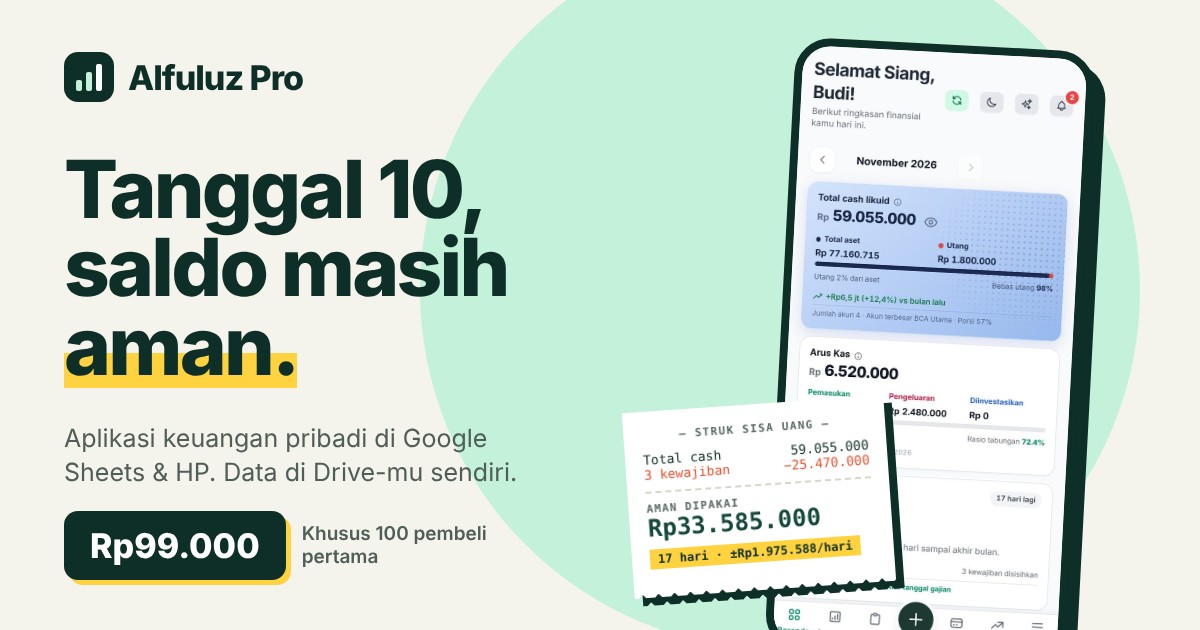 Alfuluz Pro
Tanggal 10,
saldo masih
aman.
Aplikasi keuangan pribadi di Google
Sheets & HP. Data di Drive-mu sendiri.
Rp99.000
Khusus 100 pembeli
pertama
Selamat Siang,
Budi!
2
Berikut ringkasan finansial
kamu hari ini.
November 2026
Total cash likuid
Rp 59.055.000
Total aset
Utang
Rp 77.160.715
Rp 1.800.000
Utang 2% dari aset
Bebas utang 98%
+Rp6,5 jt (+12,4%) vs bulan lalu
Jumlah akun 4 · Akun terbesar BCA Utama · Porsi 57%
Arus Kas
Rp 6.520.000
Pemasukan
Pengeluaran
Diinvestasikan
Rp 2.480.000
Rp 0
Rasio tabungan 72.4%
2026
17 hari lagi
hari sampai akhir bulan.
3 kewajiban disisihkan
tanggal gajian
— STRUK SISA UANG —
Total cash 59.055.000
3 kewajiban −25.470.000
AMAN DIPAKAI
Rp33.585.000
17 hari · ±Rp1.975.588/hari